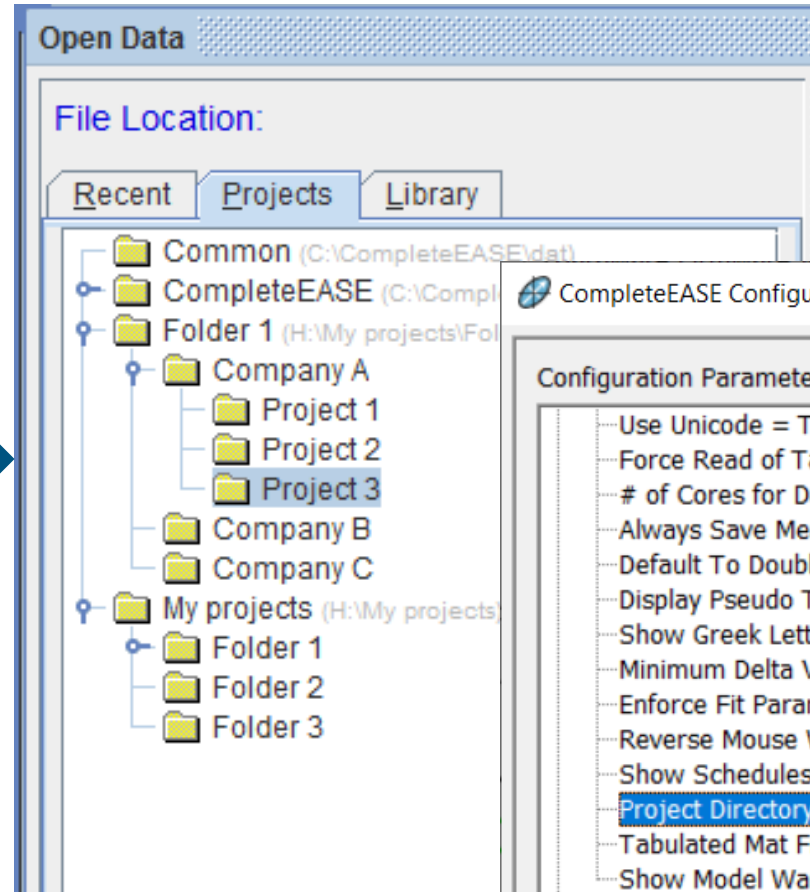 Open Data
File Location:
Recent Projects Library
Common (C:\CompleteEASE\dat)
CompleteEASE (C:\Compl
Folder 1 (H:\My projects\Fol
Company A
Project 1
Project 2
Project 3
Company B
Company C
My projects (H:\My projects)
Folder 1
Folder 2
Folder 3
CompleteEASE Configu
Configuration Paramete
Use Unicode = T
Force Read of Ta
# of Cores for D
Always Save Me
Default To Doubl
Display Pseudo T
Show Greek Lett
Minimum Delta V
Enforce Fit Para
Reverse Mouse W
Show Schedules
Project Directory
Tabulated Mat F
Show Model Wa